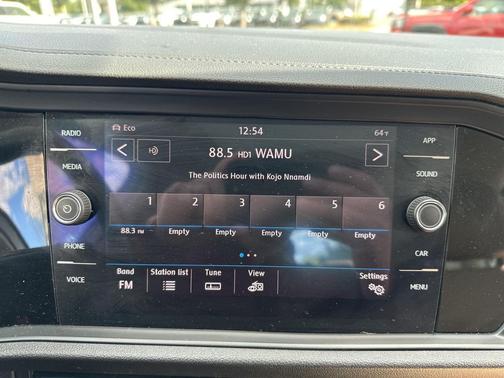 RADIO
MEDIA
PHONE
VOICE
Eco 12:54 64°F
HD 88.5 HD1 WAMU
The Politics Hour with Kojo Nnamdi
1 2 3 4 5 6
88.3 FM Empty Empty Empty Empty Empty
Band Station list Tune View Settings
FM
APP
SOUND
CAR
MENU